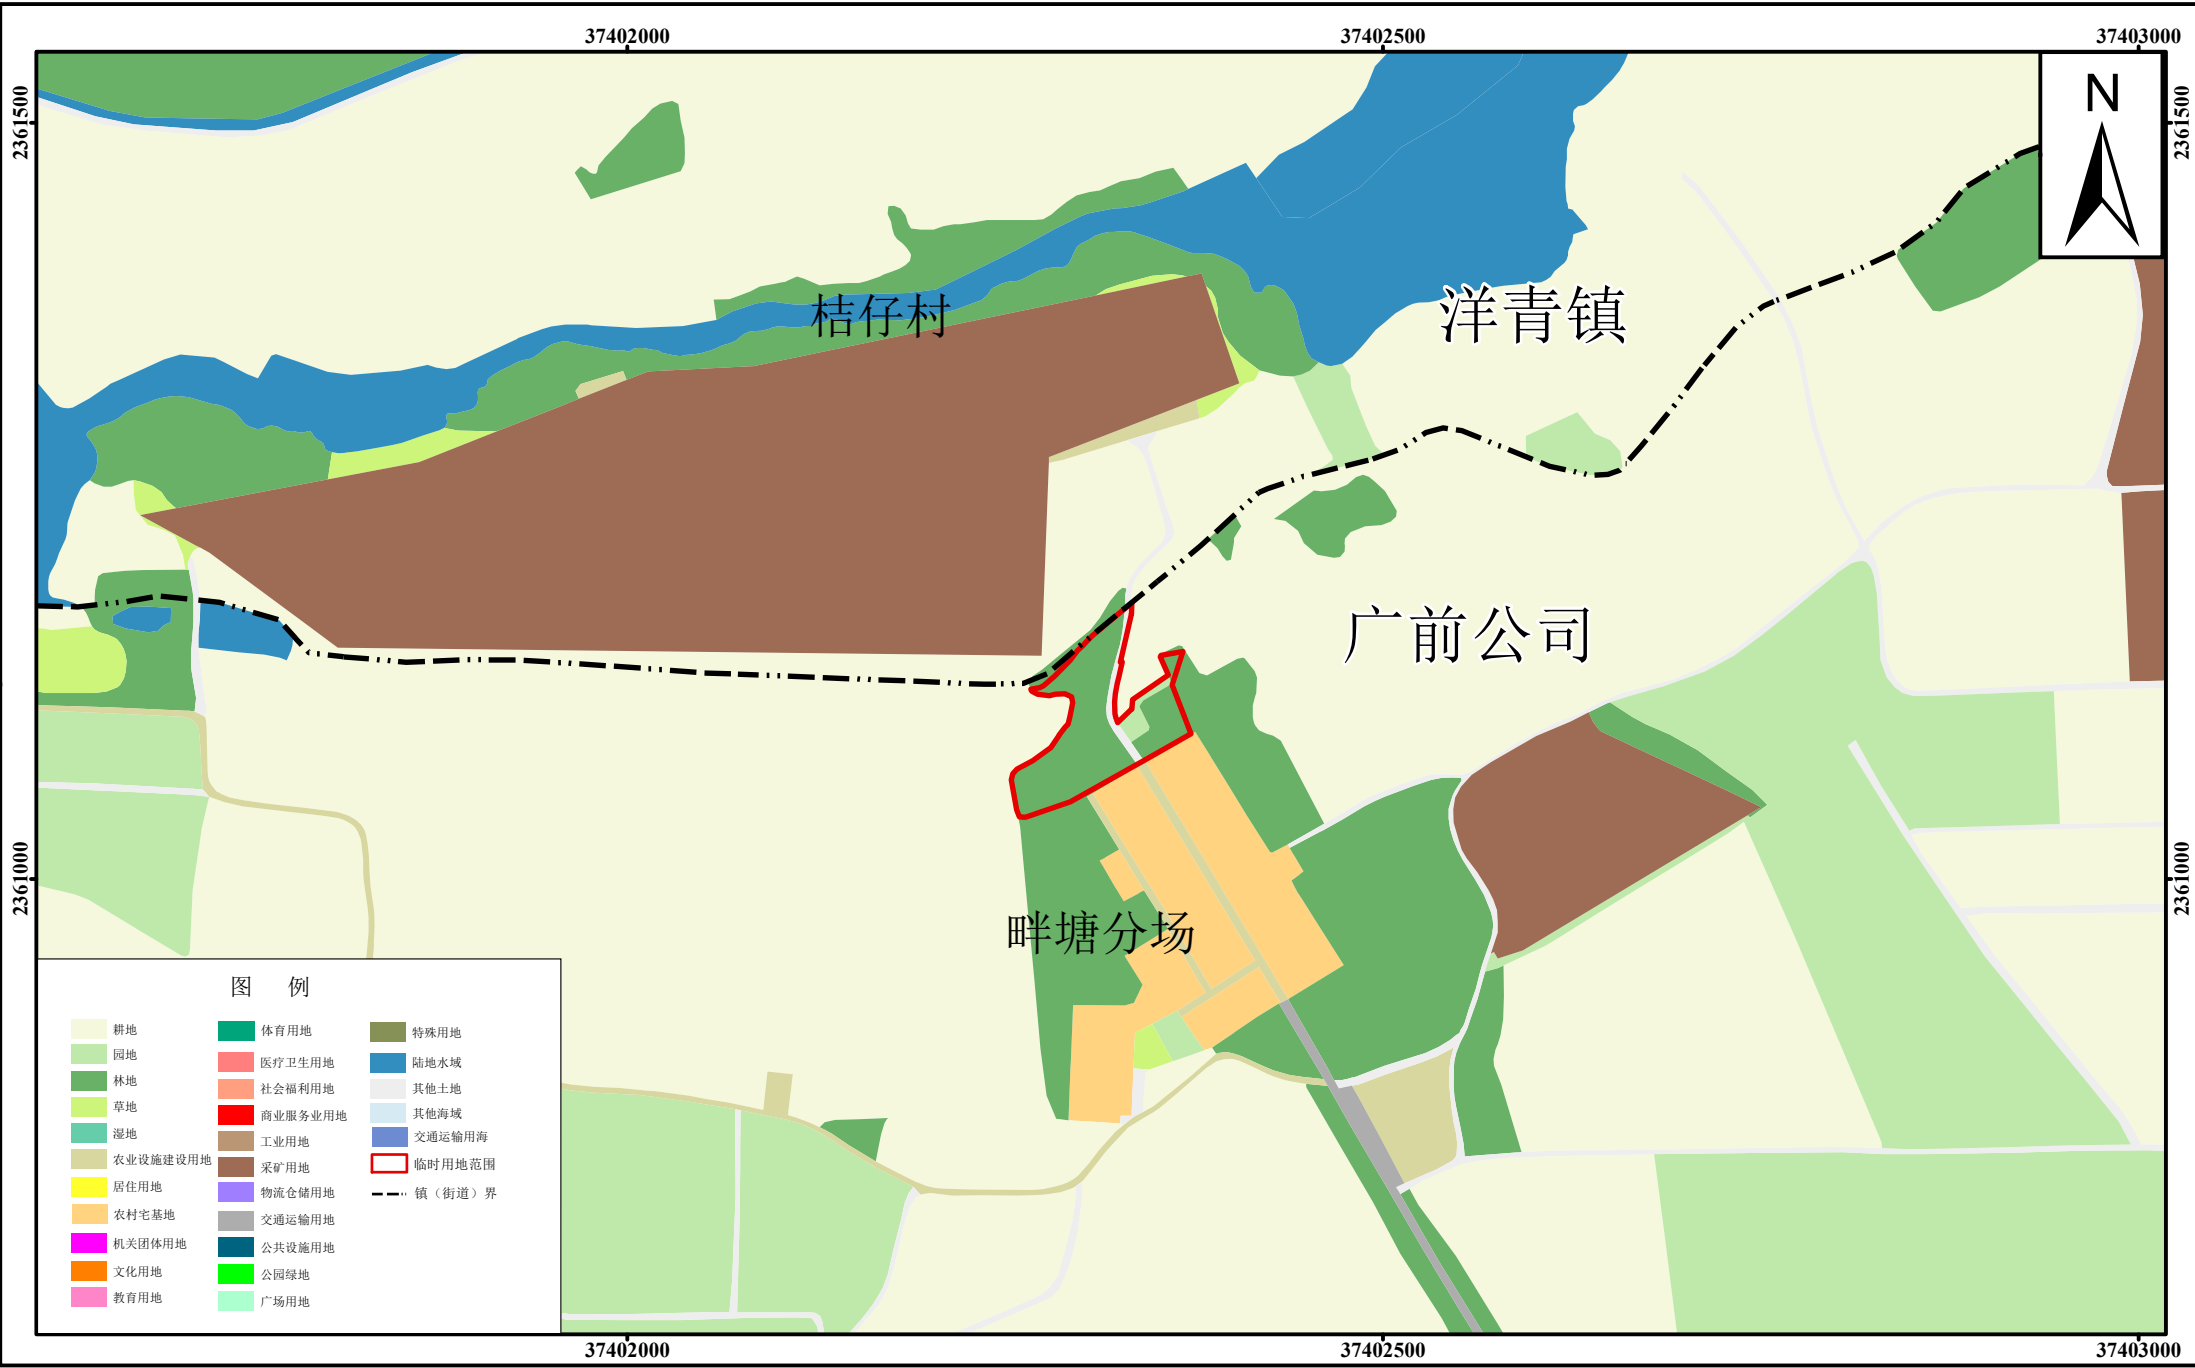 37402000 37402500 37403000
N
2361500 2361500
洋青镇
桔仔村
广前公司
2361000 2361000
畔塘分场
图 例
耕地
园地
林地
草地
湿地
农业设施建设用地
居住用地
农村宅基地
机关团体用地
文化用地
教育用地
体育用地
医疗卫生用地
社会福利用地
商业服务业用地
工业用地
采矿用地
物流仓储用地
交通运输用地
公共设施用地
公园绿地
广场用地
特殊用地
陆地水域
其他土地
其他海域
交通运输用海
临时用地范围
镇（街道）界
37402000 37402500 37403000